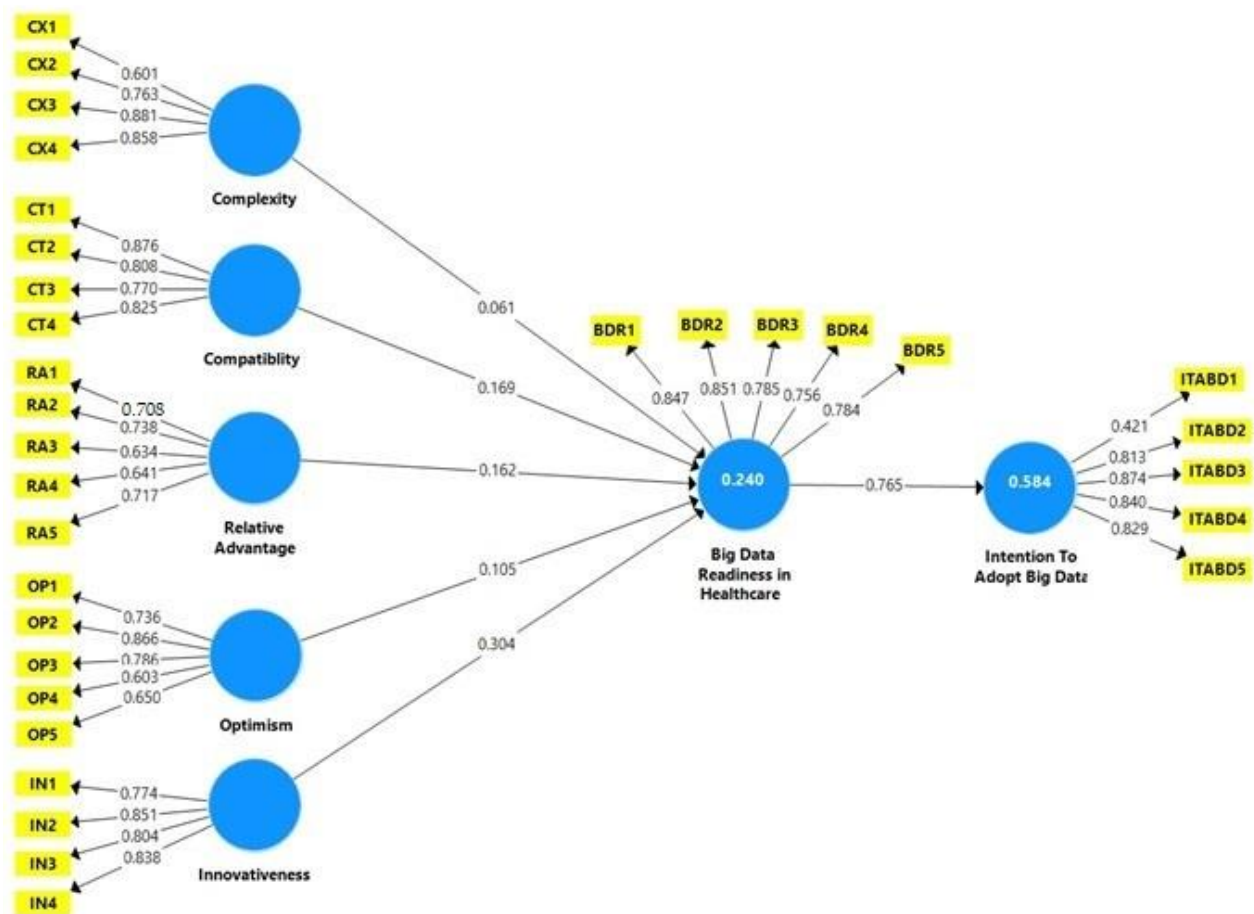 CX1
CX2
CX3
CX4
0.601
0.763
0.881
0.858
Complexity
CT1
CT2
CT3
CT4
0.876
0.808
0.770
0.825
Compatiblity
RA1
RA2
RA3
RA4
RA5
0.708
0.738
0.634
0.641
0.717
Relative
Advantage
OP1
OP2
OP3
OP4
OP5
0.736
0.866
0.786
0.603
0.650
Optimism
IN1
IN2
IN3
IN4
0.774
0.851
0.804
0.838
Innovativeness
0.061
0.169
0.162
0.105
0.304
BDR1
BDR2
BDR3
BDR4
BDR5
0.847
0.851
0.785
0.756
0.784
0.240
Big Data
Readiness in
Healthcare
0.765
0.584
Intention To
Adopt Big Data
0.421
0.813
0.874
0.840
0.829
ITABD1
ITABD2
ITABD3
ITABD4
ITABD5